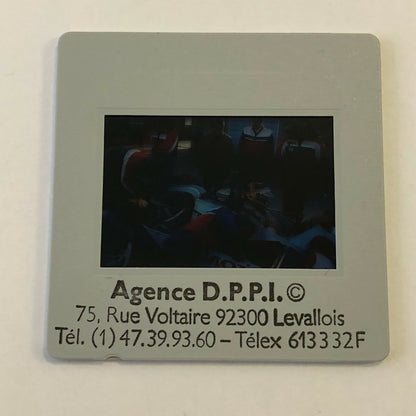 Agence D.P.P.I.©
75, Rue Voltaire 92300 Levallois
Tél. (1) 47.39.93.60 – Télex 613332F